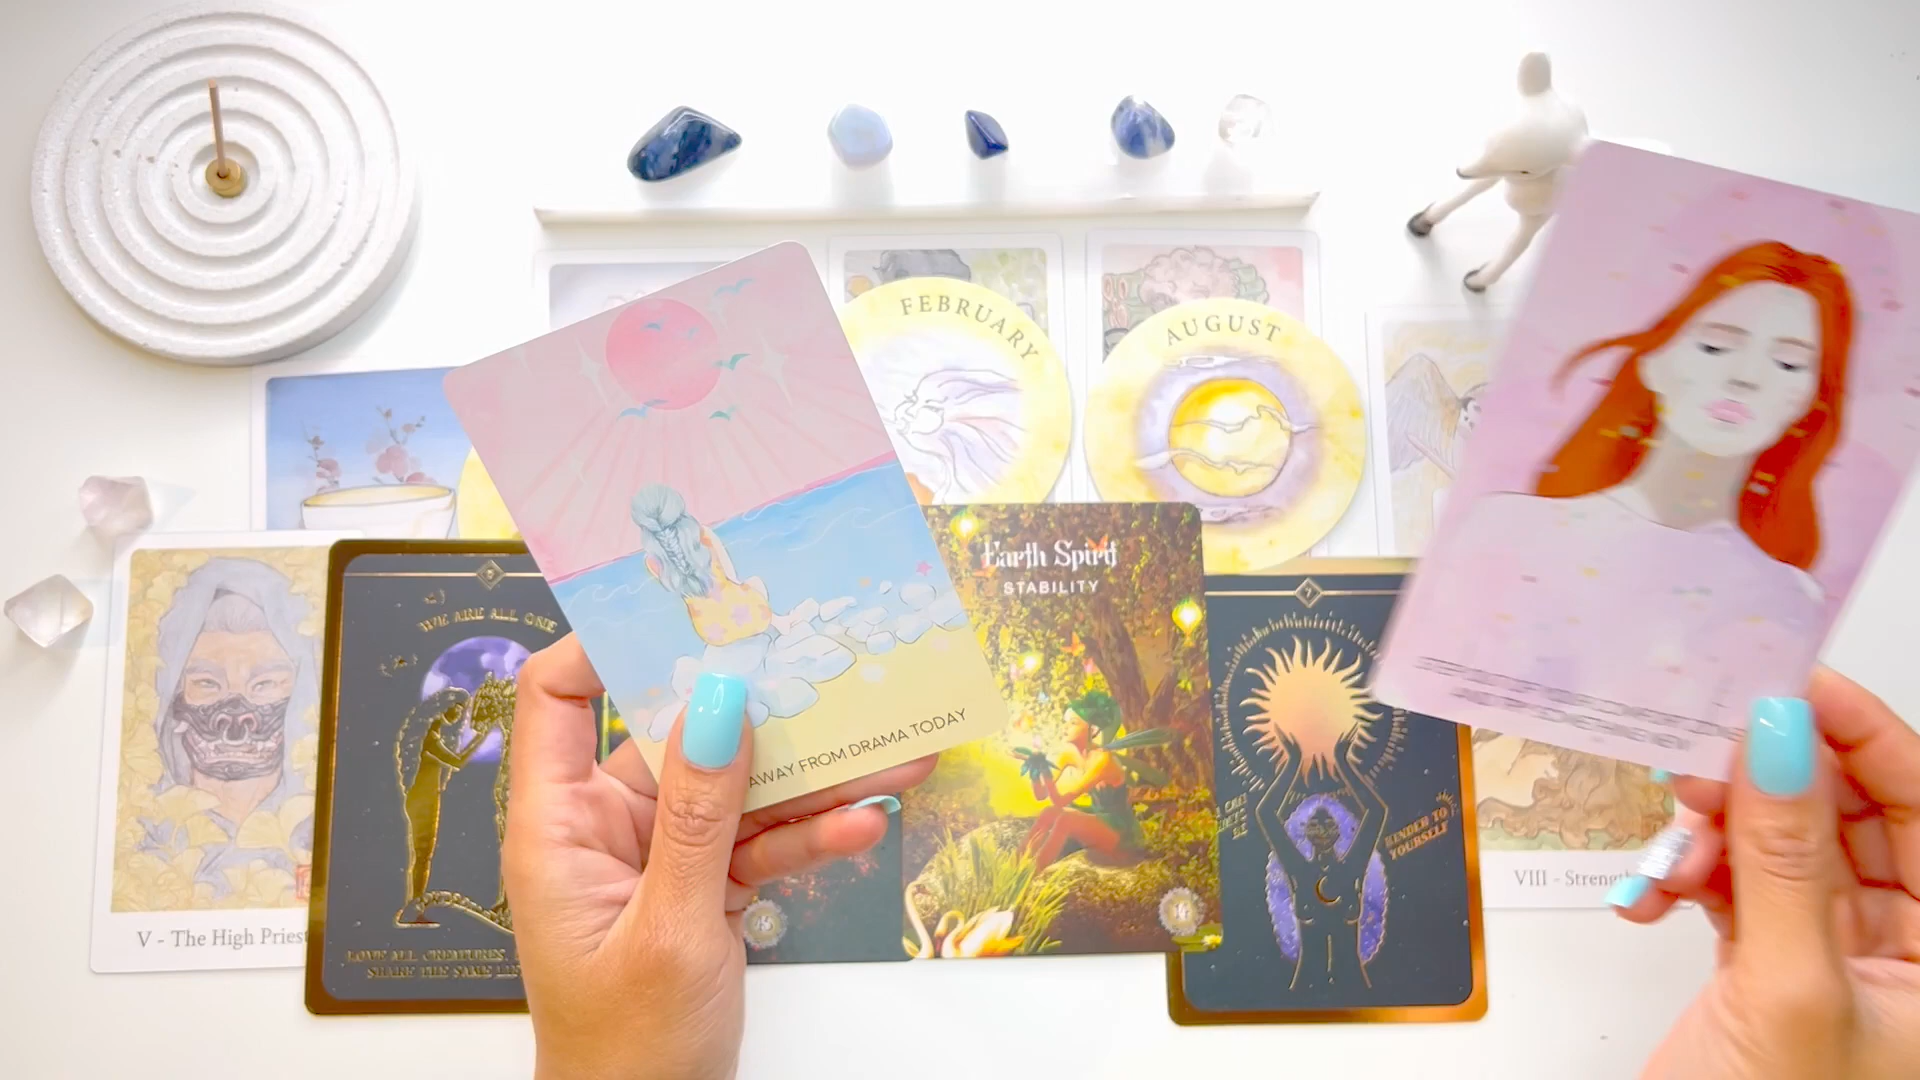 FEBRUARY
AUGUST
Earth Spirit
STABILITY
WE ARE ALL ONE
AWAY FROM DRAMA TODAY
KINDER TO
YOURSELF
VIII - Strength
V - The High Priest
LOVE ALL CREATURES,
SHARE THE SAME
7